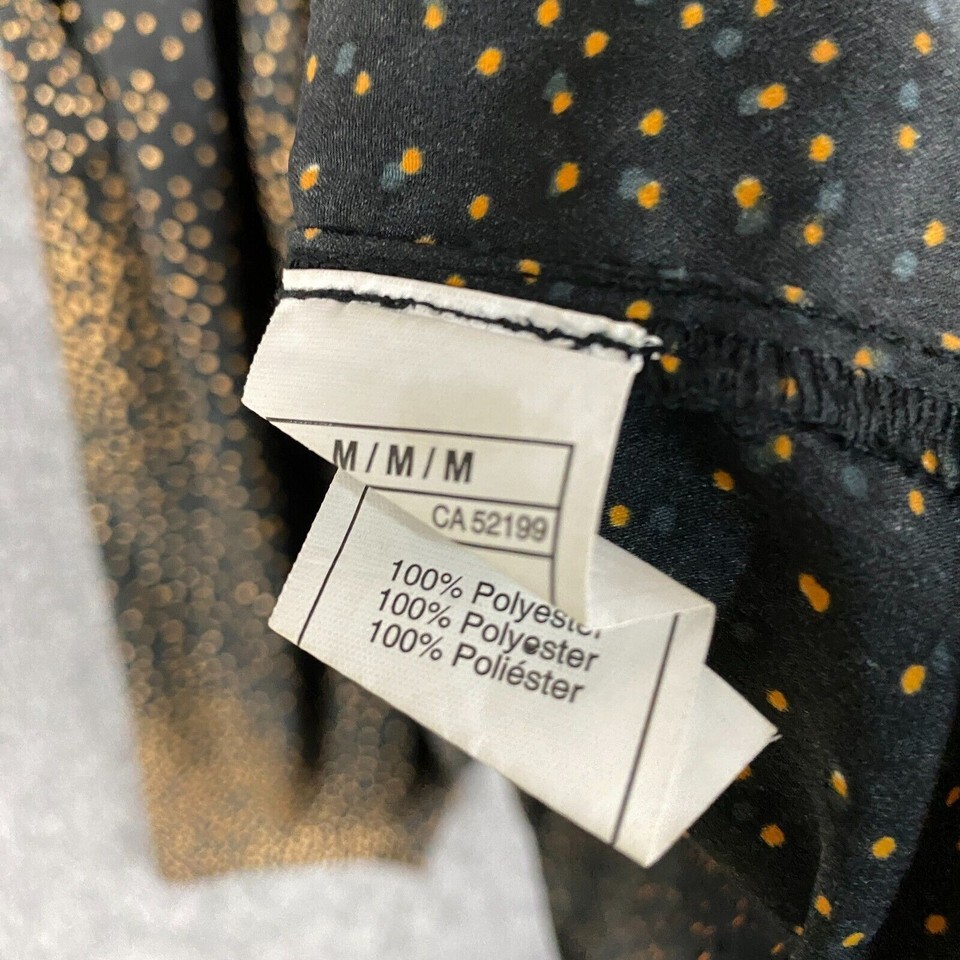 M / M / M
CA 52199
100% Polyester
100% Polyester
100% Poliéster